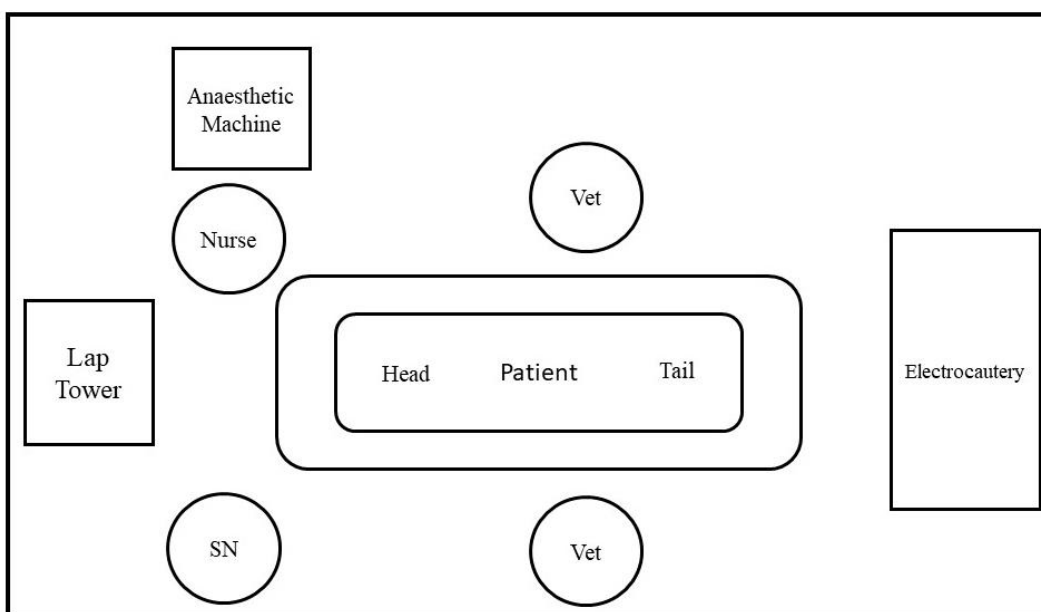 Anaesthetic
Machine
Vet
Nurse
Lap
Tower
Head Patient Tail
Electrocautery
SN
Vet